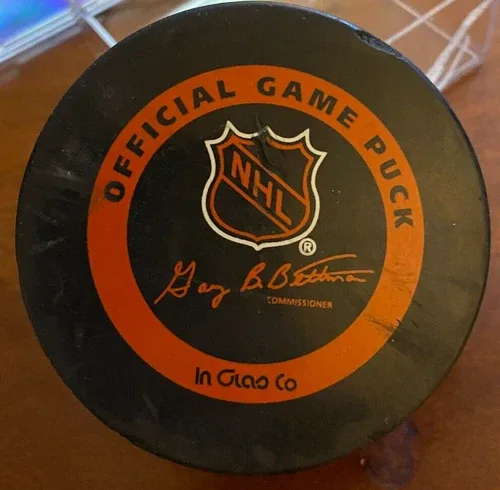 OFFICIAL GAME PUCK
NHL
®
Gary B. Bettman
COMMISSIONER
In Glas Co